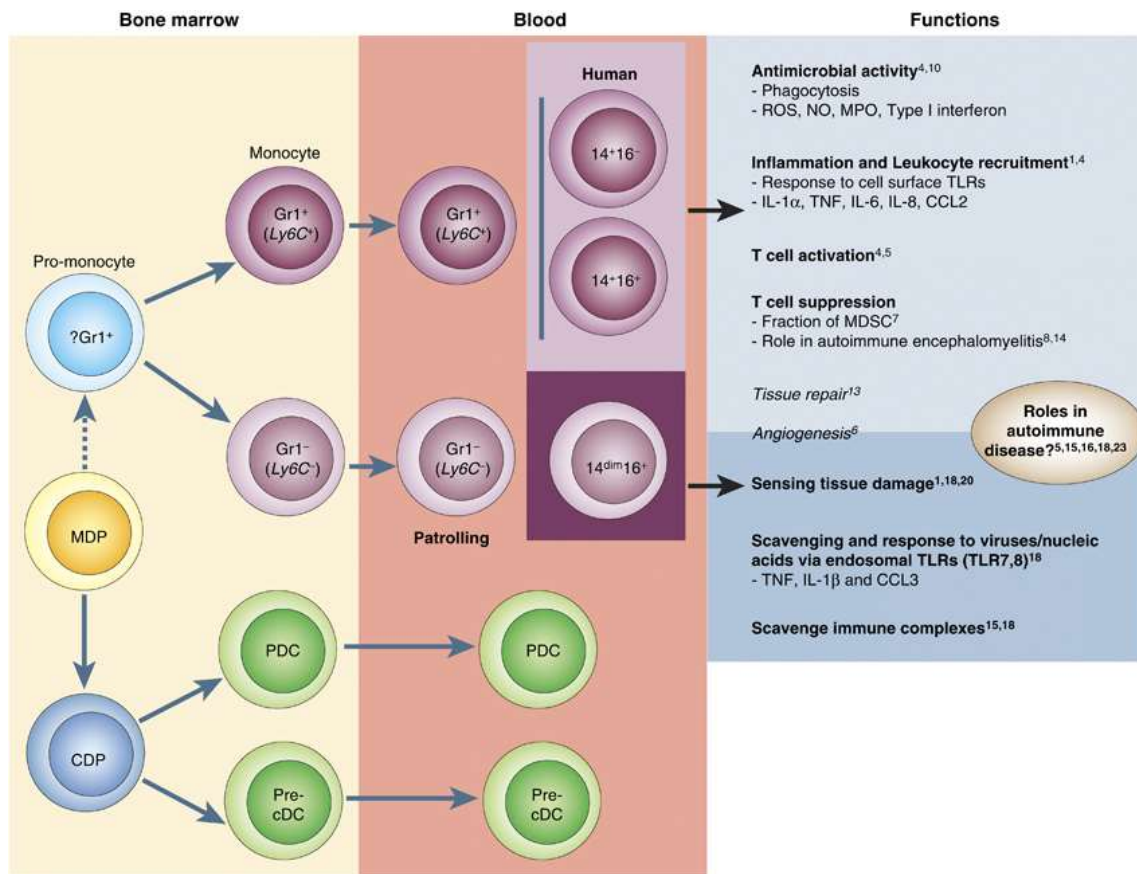 Bone marrow
Blood
Functions
Human
Monocyte
Pro-monocyte
?Gr1⁺
Gr1⁺
(Ly6C⁺)
Gr1⁺
(Ly6C⁺)
14⁺16⁻
14⁺16⁺
Gr1⁻
(Ly6C⁻)
Gr1⁻
(Ly6C⁻)
Patrolling
14ᵈⁱᵐ16⁺
MDP
CDP
PDC
PDC
Pre-
cDC
Pre-
cDC
Antimicrobial activity⁴,¹⁰
- Phagocytosis
- ROS, NO, MPO, Type I interferon
Inflammation and Leukocyte recruitment¹,⁴
- Response to cell surface TLRs
- IL-1α, TNF, IL-6, IL-8, CCL2
T cell activation⁴,⁵
T cell suppression
- Fraction of MDSC⁷
- Role in autoimmune encephalomyelitis⁸,¹⁴
Tissue repair¹³
Angiogenesis⁶
Roles in
autoimmune
disease?⁵,¹⁵,¹⁶,¹⁸,²³
Sensing tissue damage¹,¹⁸,²⁰
Scavenging and response to viruses/nucleic
acids via endosomal TLRs (TLR7,8)¹⁸
- TNF, IL-1β and CCL3
Scavenge immune complexes¹⁵,¹⁸